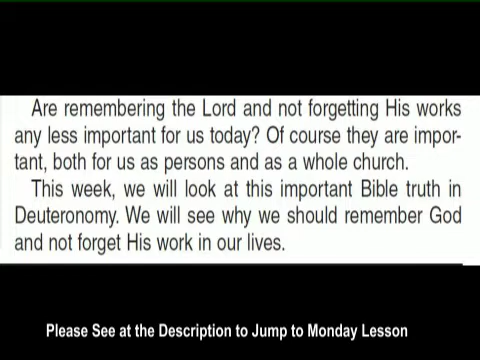 Are remembering the Lord and not forgetting His works
any less important for us today? Of course they are impor-
tant, both for us as persons and as a whole church.
This week, we will look at this important Bible truth in
Deuteronomy. We will see why we should remember God
and not forget His work in our lives.
Please See at the Description to Jump to Monday Lesson